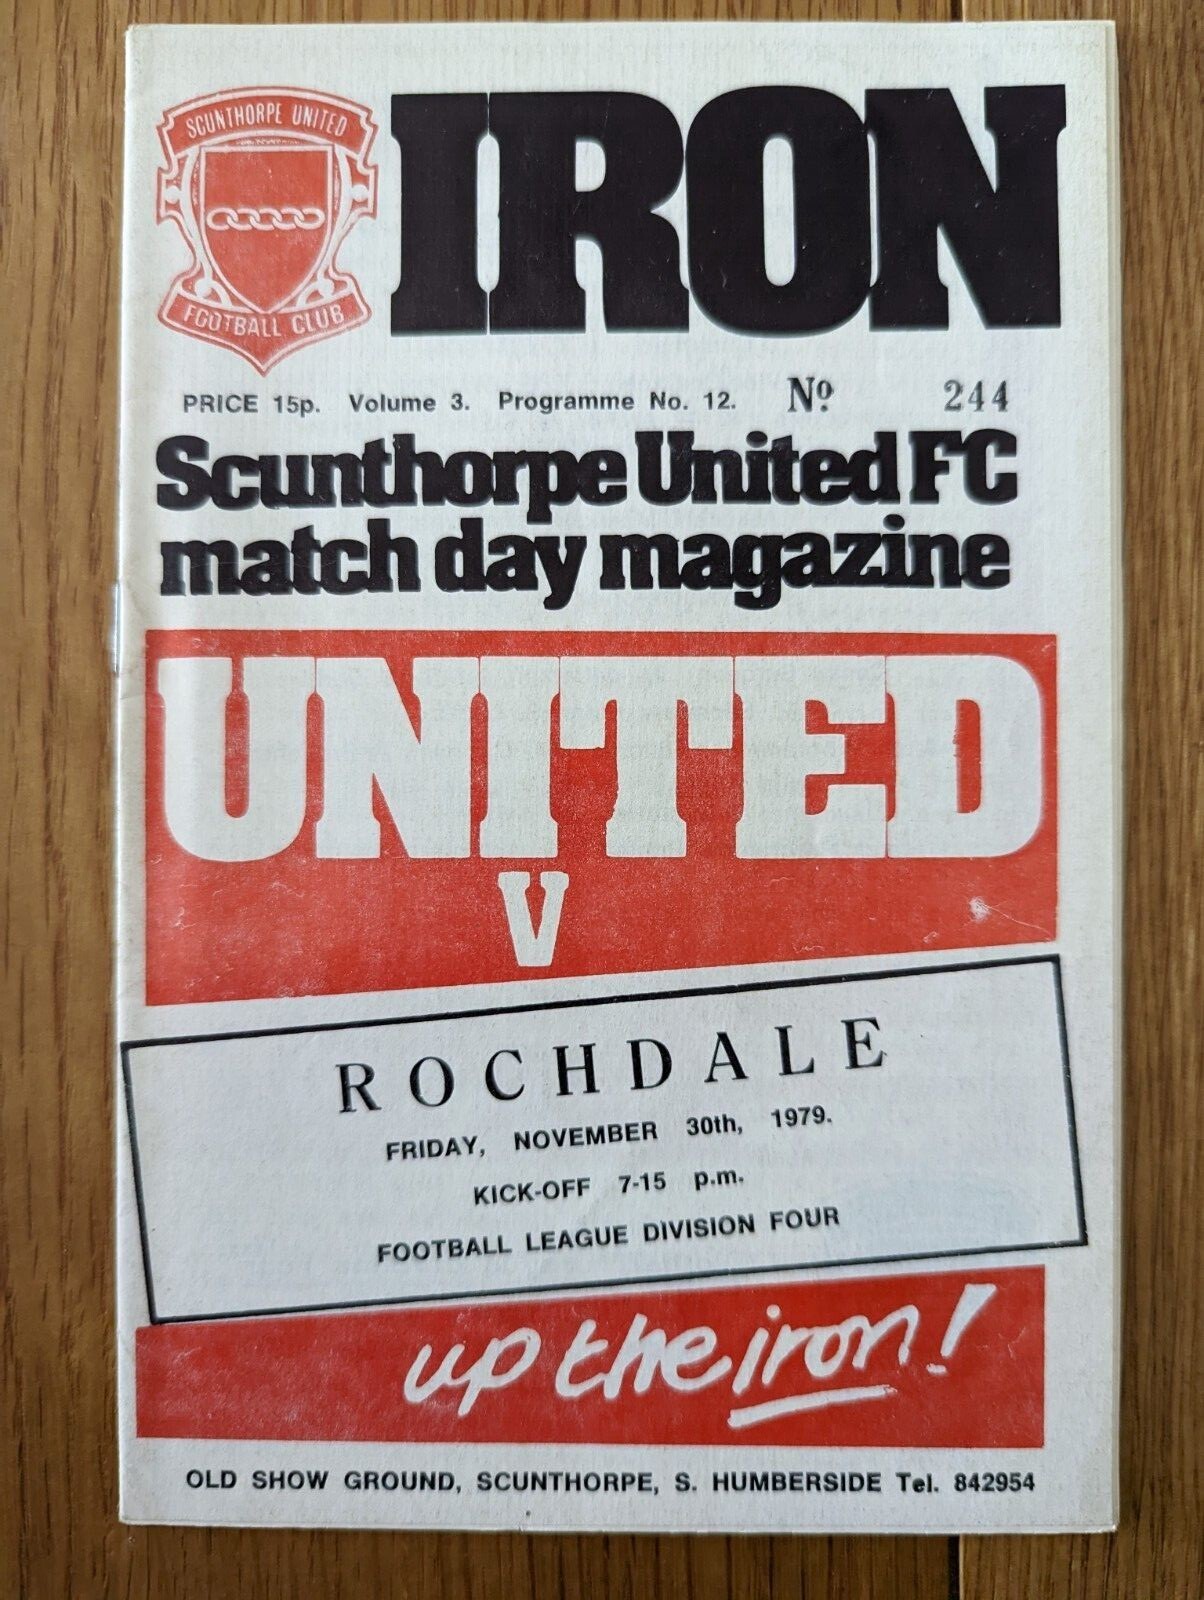 SCUNTHORPE UNITED
FOOTBALL CLUB
IRON
PRICE 15p. Volume 3. Programme No. 12. Nº 244
Scunthorpe United FC
match day magazine
UNITED
V
ROCHDALE
FRIDAY, NOVEMBER 30th, 1979.
KICK-OFF 7-15 p.m.
FOOTBALL LEAGUE DIVISION FOUR
up the iron!
OLD SHOW GROUND, SCUNTHORPE, S. HUMBERSIDE Tel. 842954